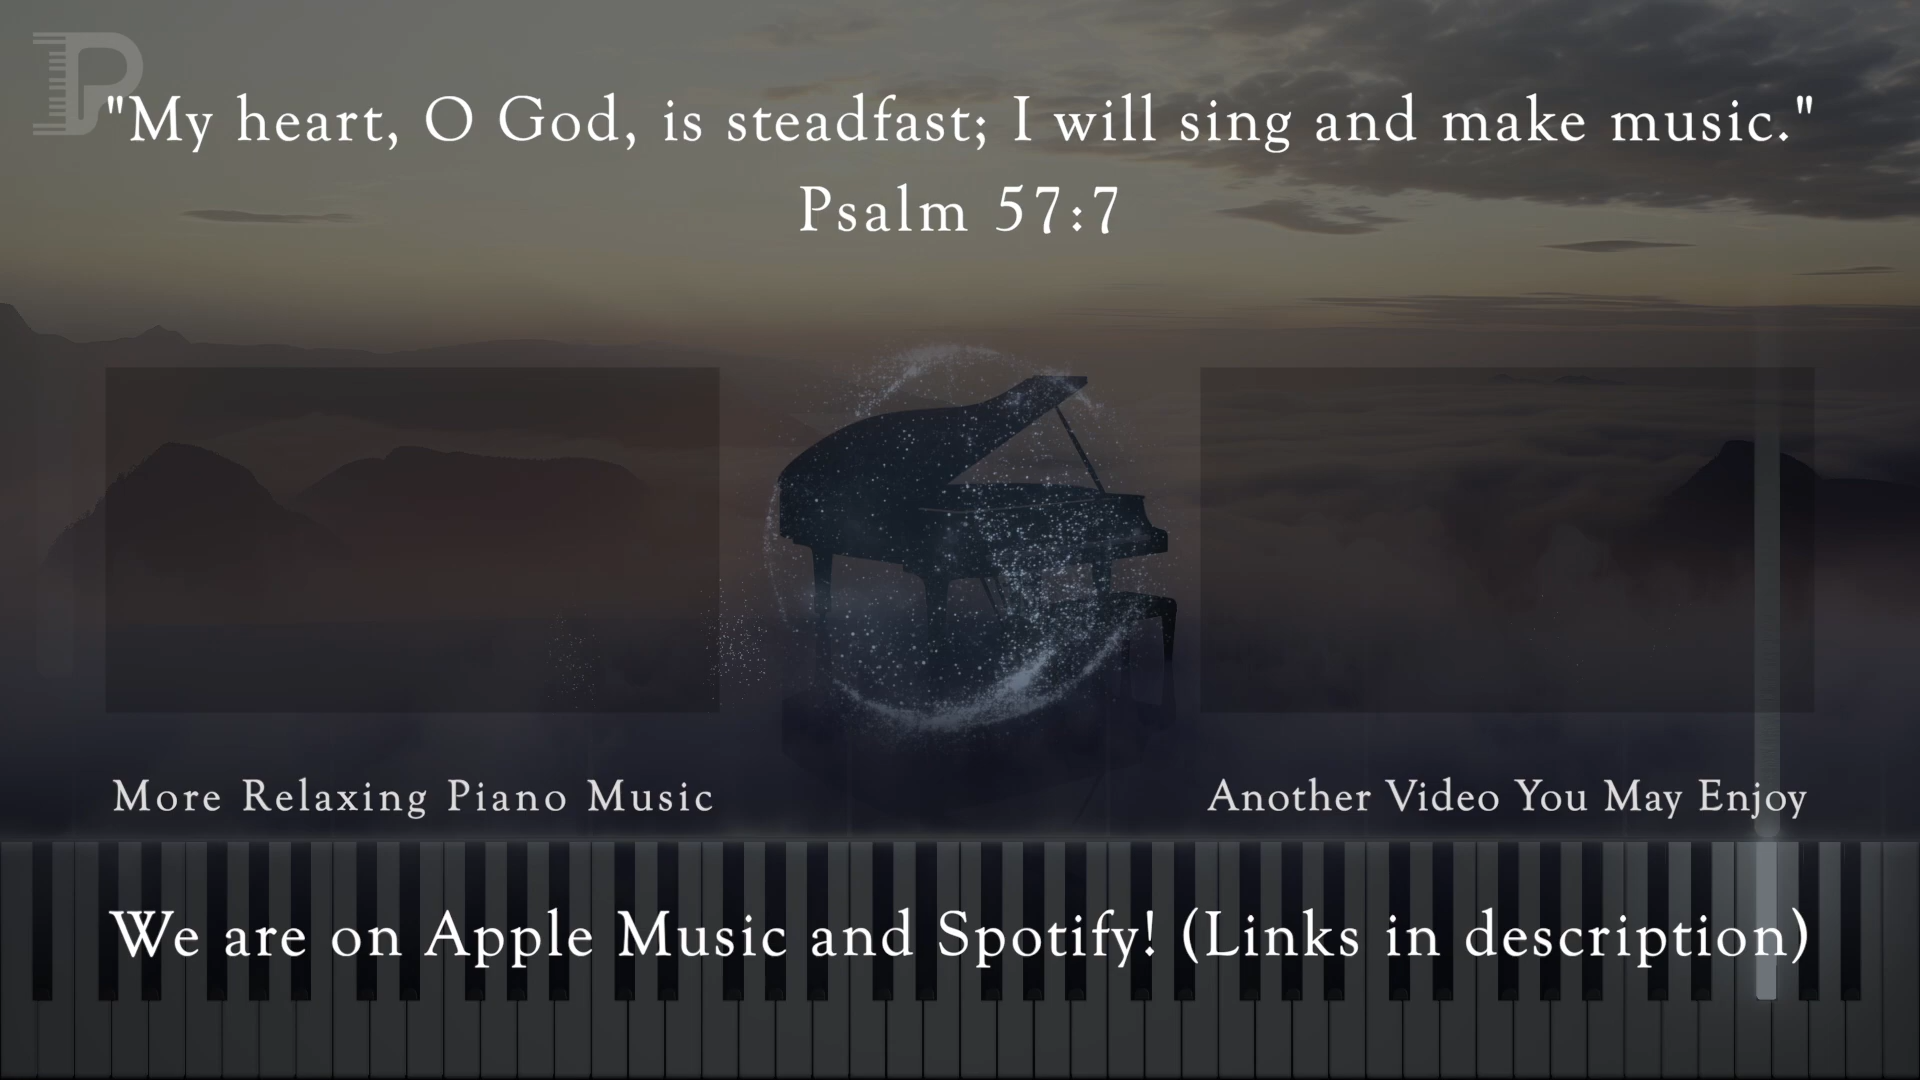 "My heart, O God, is steadfast; I will sing and make music."
Psalm 57:7
More Relaxing Piano Music
Another Video You May Enjoy
We are on Apple Music and Spotify! (Links in description)